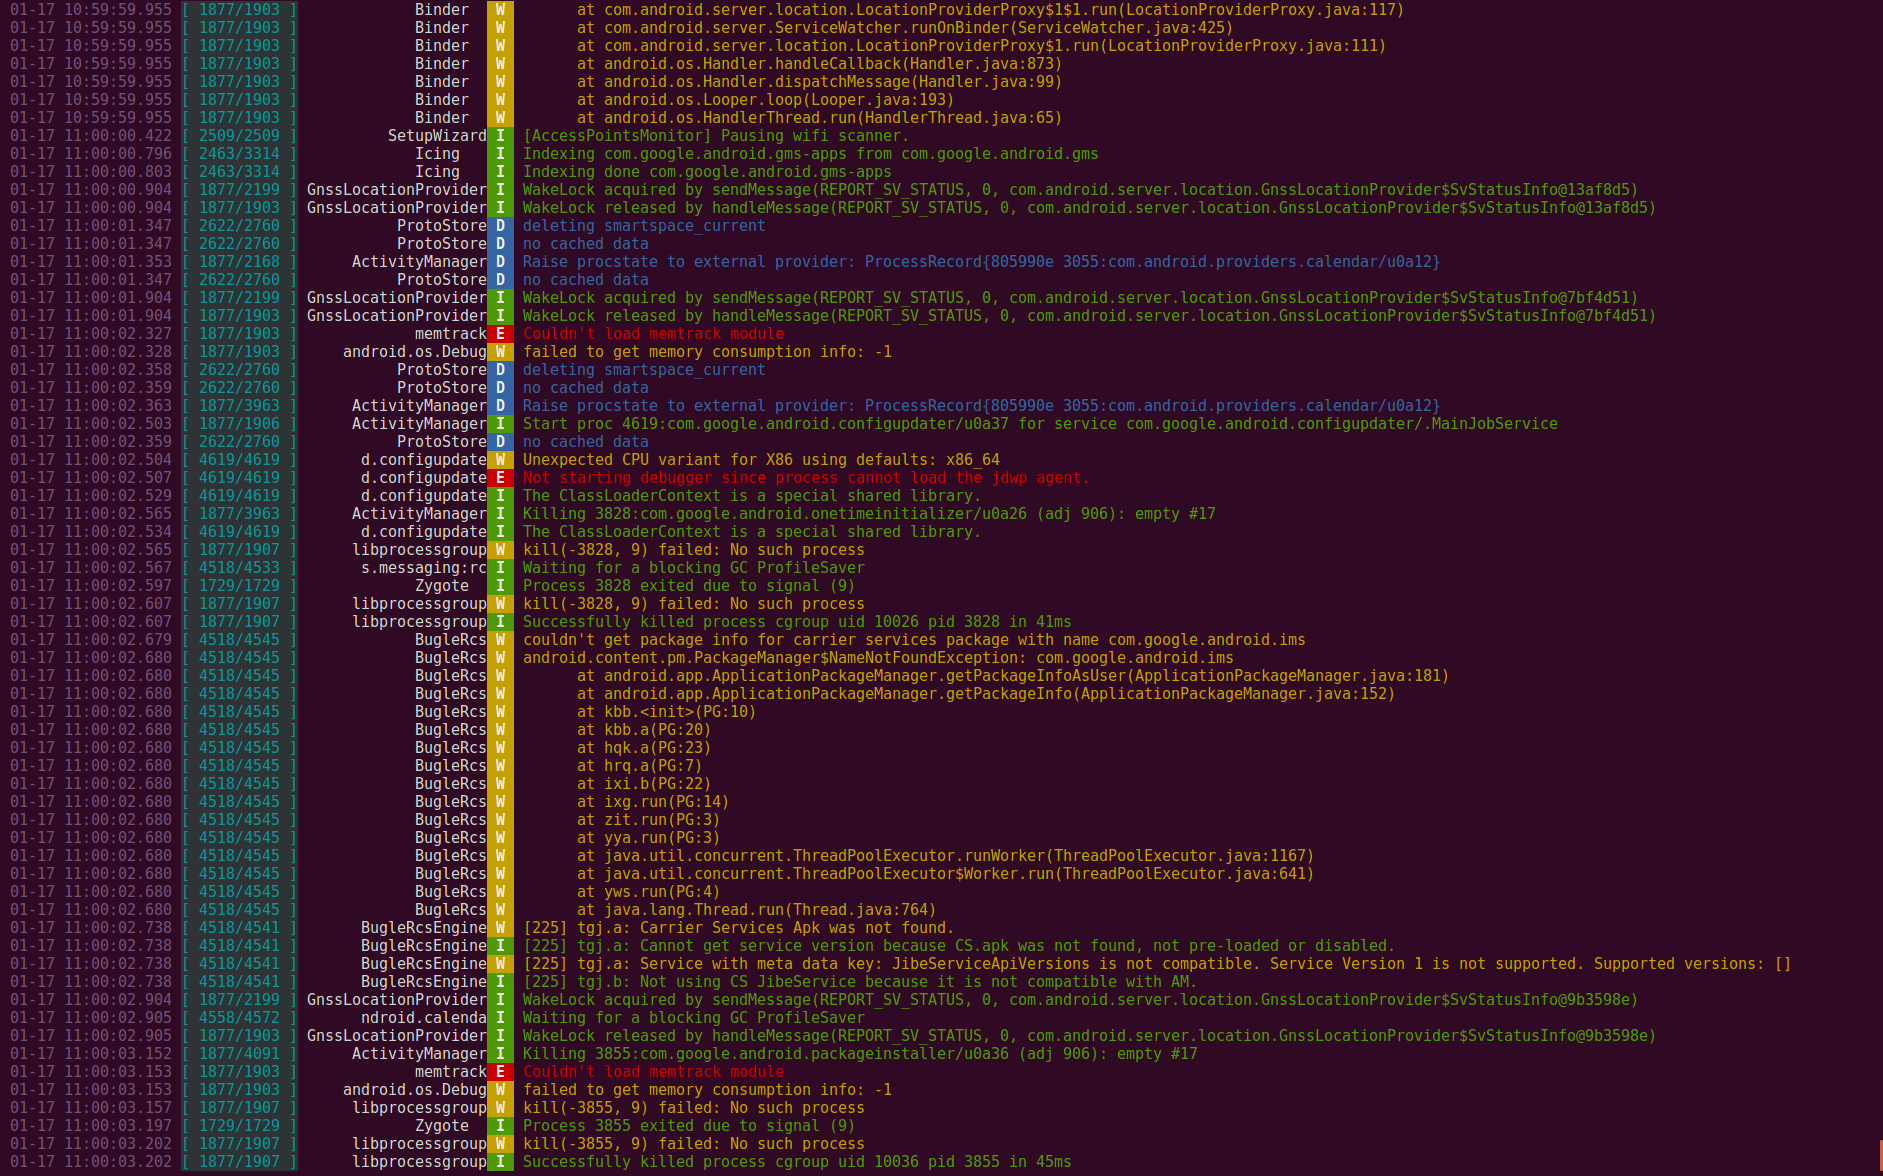 01-17 10:59:59.955 [ 1877/1903 ] Binder W at com.android.server.location.LocationProviderProxy$1$1.run(LocationProviderProxy.java:117)
01-17 10:59:59.955 [ 1877/1903 ] Binder W at com.android.server.ServiceWatcher.runOnBinder(ServiceWatcher.java:425)
01-17 10:59:59.955 [ 1877/1903 ] Binder W at com.android.server.location.LocationProviderProxy$1.run(LocationProviderProxy.java:111)
01-17 10:59:59.955 [ 1877/1903 ] Binder W at android.os.Handler.handleCallback(Handler.java:873)
01-17 10:59:59.955 [ 1877/1903 ] Binder W at android.os.Handler.dispatchMessage(Handler.java:99)
01-17 10:59:59.955 [ 1877/1903 ] Binder W at android.os.Looper.loop(Looper.java:193)
01-17 10:59:59.955 [ 1877/1903 ] Binder W at android.os.HandlerThread.run(HandlerThread.java:65)
01-17 11:00:00.422 [ 2509/2509 ] SetupWizard I [AccessPointsMonitor] Pausing wifi scanner.
01-17 11:00:00.796 [ 2463/3314 ] Icing I Indexing com.google.android.gms-apps from com.google.android.gms
01-17 11:00:00.803 [ 2463/3314 ] Icing I Indexing done com.google.android.gms-apps
01-17 11:00:00.904 [ 1877/2199 ] GnssLocationProvider I WakeLock acquired by sendMessage(REPORT_SV_STATUS, 0, com.android.server.location.GnssLocationProvider$SvStatusInfo@13af8d5)
01-17 11:00:00.904 [ 1877/1903 ] GnssLocationProvider I WakeLock released by handleMessage(REPORT_SV_STATUS, 0, com.android.server.location.GnssLocationProvider$SvStatusInfo@13af8d5)
01-17 11:00:01.347 [ 2622/2760 ] ProtoStore D deleting smartspace_current
01-17 11:00:01.347 [ 2622/2760 ] ProtoStore D no cached data
01-17 11:00:01.353 [ 1877/2168 ] ActivityManager D Raise procstate to external provider: ProcessRecord{805990e 3055:com.android.providers.calendar/u0a12}
01-17 11:00:01.347 [ 2622/2760 ] ProtoStore D no cached data
01-17 11:00:01.904 [ 1877/2199 ] GnssLocationProvider I WakeLock acquired by sendMessage(REPORT_SV_STATUS, 0, com.android.server.location.GnssLocationProvider$SvStatusInfo@7bf4d51)
01-17 11:00:01.904 [ 1877/1903 ] GnssLocationProvider I WakeLock released by handleMessage(REPORT_SV_STATUS, 0, com.android.server.location.GnssLocationProvider$SvStatusInfo@7bf4d51)
01-17 11:00:02.327 [ 1877/1903 ] memtrack E Couldn't load memtrack module
01-17 11:00:02.328 [ 1877/1903 ] android.os.Debug W failed to get memory consumption info: -1
01-17 11:00:02.358 [ 2622/2760 ] ProtoStore D deleting smartspace_current
01-17 11:00:02.359 [ 2622/2760 ] ProtoStore D no cached data
01-17 11:00:02.363 [ 1877/3963 ] ActivityManager D Raise procstate to external provider: ProcessRecord{805990e 3055:com.android.providers.calendar/u0a12}
01-17 11:00:02.503 [ 1877/1906 ] ActivityManager I Start proc 4619:com.google.android.configupdater/u0a37 for service com.google.android.configupdater/.MainJobService
01-17 11:00:02.359 [ 2622/2760 ] ProtoStore D no cached data
01-17 11:00:02.504 [ 4619/4619 ] d.configupdate W Unexpected CPU variant for X86 using defaults: x86_64
01-17 11:00:02.507 [ 4619/4619 ] d.configupdate E Not starting debugger since process cannot load the jdwp agent.
01-17 11:00:02.529 [ 4619/4619 ] d.configupdate I The ClassLoaderContext is a special shared library.
01-17 11:00:02.565 [ 1877/3963 ] ActivityManager I Killing 3828:com.google.android.onetimeinitializer/u0a26 (adj 906): empty #17
01-17 11:00:02.534 [ 4619/4619 ] d.configupdate I The ClassLoaderContext is a special shared library.
01-17 11:00:02.565 [ 1877/1907 ] libprocessgroup W kill(-3828, 9) failed: No such process
01-17 11:00:02.567 [ 4518/4533 ] s.messaging:rc I Waiting for a blocking GC ProfileSaver
01-17 11:00:02.597 [ 1729/1729 ] Zygote I Process 3828 exited due to signal (9)
01-17 11:00:02.607 [ 1877/1907 ] libprocessgroup W kill(-3828, 9) failed: No such process
01-17 11:00:02.607 [ 1877/1907 ] libprocessgroup I Successfully killed process cgroup uid 10026 pid 3828 in 41ms
01-17 11:00:02.679 [ 4518/4545 ] BugleRcs W couldn't get package info for carrier services package with name com.google.android.ims
01-17 11:00:02.680 [ 4518/4545 ] BugleRcs W android.content.pm.PackageManager$NameNotFoundException: com.google.android.ims
01-17 11:00:02.680 [ 4518/4545 ] BugleRcs W at android.app.ApplicationPackageManager.getPackageInfoAsUser(ApplicationPackageManager.java:181)
01-17 11:00:02.680 [ 4518/4545 ] BugleRcs W at android.app.ApplicationPackageManager.getPackageInfo(ApplicationPackageManager.java:152)
01-17 11:00:02.680 [ 4518/4545 ] BugleRcs W at kbb.<init>(PG:10)
01-17 11:00:02.680 [ 4518/4545 ] BugleRcs W at kbb.a(PG:20)
01-17 11:00:02.680 [ 4518/4545 ] BugleRcs W at hqk.a(PG:23)
01-17 11:00:02.680 [ 4518/4545 ] BugleRcs W at hrq.a(PG:7)
01-17 11:00:02.680 [ 4518/4545 ] BugleRcs W at ixi.b(PG:22)
01-17 11:00:02.680 [ 4518/4545 ] BugleRcs W at ixg.run(PG:14)
01-17 11:00:02.680 [ 4518/4545 ] BugleRcs W at zit.run(PG:3)
01-17 11:00:02.680 [ 4518/4545 ] BugleRcs W at yya.run(PG:3)
01-17 11:00:02.680 [ 4518/4545 ] BugleRcs W at java.util.concurrent.ThreadPoolExecutor.runWorker(ThreadPoolExecutor.java:1167)
01-17 11:00:02.680 [ 4518/4545 ] BugleRcs W at java.util.concurrent.ThreadPoolExecutor$Worker.run(ThreadPoolExecutor.java:641)
01-17 11:00:02.680 [ 4518/4545 ] BugleRcs W at yws.run(PG:4)
01-17 11:00:02.680 [ 4518/4545 ] BugleRcs W at java.lang.Thread.run(Thread.java:764)
01-17 11:00:02.738 [ 4518/4541 ] BugleRcsEngine W [225] tgj.a: Carrier Services Apk was not found.
01-17 11:00:02.738 [ 4518/4541 ] BugleRcsEngine I [225] tgj.a: Cannot get service version because CS.apk was not found, not pre-loaded or disabled.
01-17 11:00:02.738 [ 4518/4541 ] BugleRcsEngine W [225] tgj.a: Service with meta data key: JibeServiceApiVersions is not compatible. Service Version 1 is not supported. Supported versions: []
01-17 11:00:02.738 [ 4518/4541 ] BugleRcsEngine I [225] tgj.b: Not using CS JibeService because it is not compatible with AM.
01-17 11:00:02.904 [ 1877/2199 ] GnssLocationProvider I WakeLock acquired by sendMessage(REPORT_SV_STATUS, 0, com.android.server.location.GnssLocationProvider$SvStatusInfo@9b3598e)
01-17 11:00:02.905 [ 4558/4572 ] ndroid.calenda I Waiting for a blocking GC ProfileSaver
01-17 11:00:02.905 [ 1877/1903 ] GnssLocationProvider I WakeLock released by handleMessage(REPORT_SV_STATUS, 0, com.android.server.location.GnssLocationProvider$SvStatusInfo@9b3598e)
01-17 11:00:03.152 [ 1877/4091 ] ActivityManager I Killing 3855:com.google.android.packageinstaller/u0a36 (adj 906): empty #17
01-17 11:00:03.153 [ 1877/1903 ] memtrack E Couldn't load memtrack module
01-17 11:00:03.153 [ 1877/1903 ] android.os.Debug W failed to get memory consumption info: -1
01-17 11:00:03.157 [ 1877/1907 ] libprocessgroup W kill(-3855, 9) failed: No such process
01-17 11:00:03.197 [ 1729/1729 ] Zygote I Process 3855 exited due to signal (9)
01-17 11:00:03.202 [ 1877/1907 ] libprocessgroup W kill(-3855, 9) failed: No such process
01-17 11:00:03.202 [ 1877/1907 ] libprocessgroup I Successfully killed process cgroup uid 10036 pid 3855 in 45ms